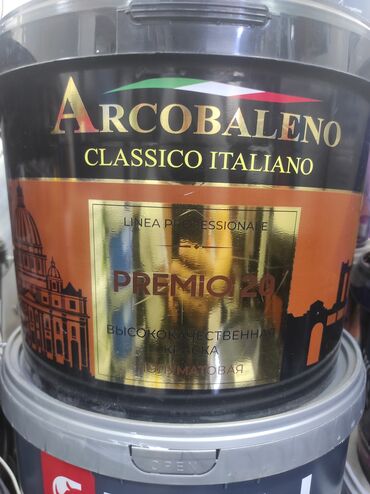 ARCOBALENO
CLASSICO ITALIANO
LINEA PROFESSIONALE
PREMIO 20
ВЫСОКОКАЧЕСТВЕННАЯ
КРАСКА
ПОЛУМАТОВАЯ
OPEN